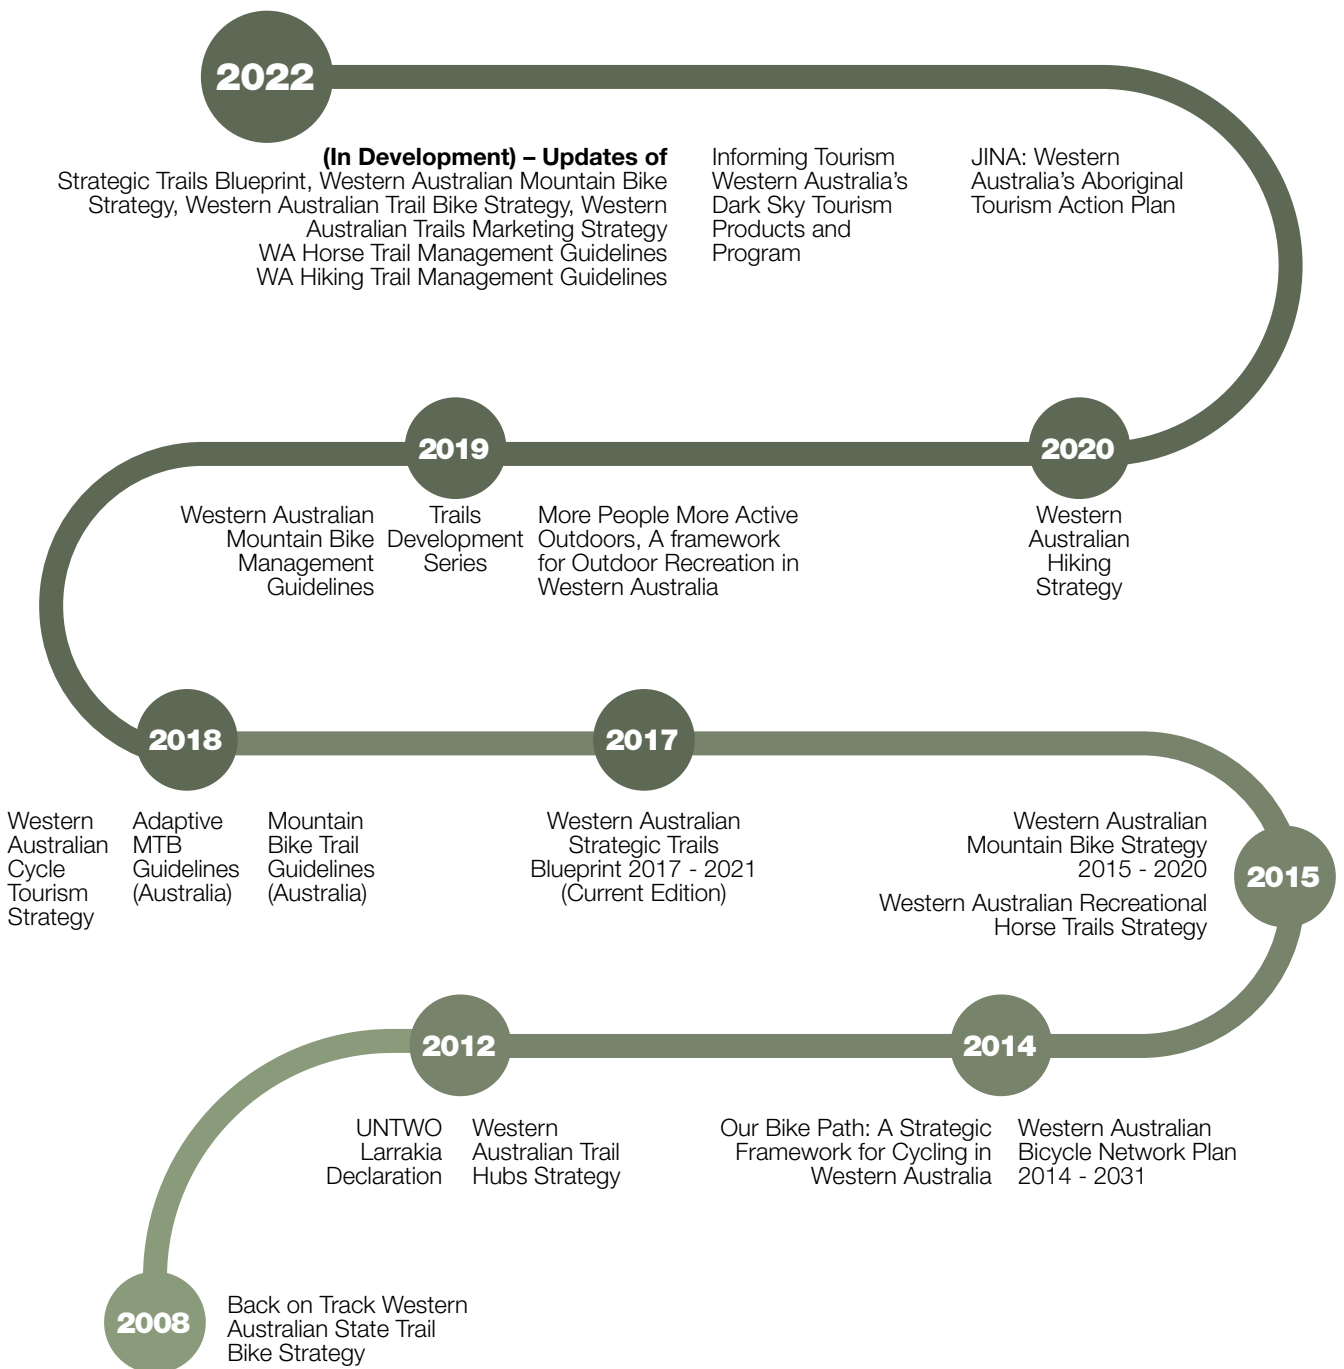 2022
(In Development) – Updates of
Strategic Trails Blueprint, Western Australian Mountain Bike
Strategy, Western Australian Trail Bike Strategy, Western
Australian Trails Marketing Strategy
WA Horse Trail Management Guidelines
WA Hiking Trail Management Guidelines
Informing Tourism
Western Australia's
Dark Sky Tourism
Products and
Program
JINA: Western
Australia's Aboriginal
Tourism Action Plan
2019
Western Australian
Mountain Bike
Management
Guidelines
Trails
Development
Series
More People More Active
Outdoors, A framework
for Outdoor Recreation in
Western Australia
2020
Western
Australian
Hiking
Strategy
2018
Western
Australian
Cycle
Tourism
Strategy
Adaptive
MTB
Guidelines
(Australia)
Mountain
Bike Trail
Guidelines
(Australia)
2017
Western Australian
Strategic Trails
Blueprint 2017 - 2021
(Current Edition)
2015
Western Australian
Mountain Bike Strategy
2015 - 2020
Western Australian Recreational
Horse Trails Strategy
2012
UNTWO
Larrakia
Declaration
Western
Australian Trail
Hubs Strategy
2014
Our Bike Path: A Strategic
Framework for Cycling in
Western Australia
Western Australian
Bicycle Network Plan
2014 - 2031
2008
Back on Track Western
Australian State Trail
Bike Strategy